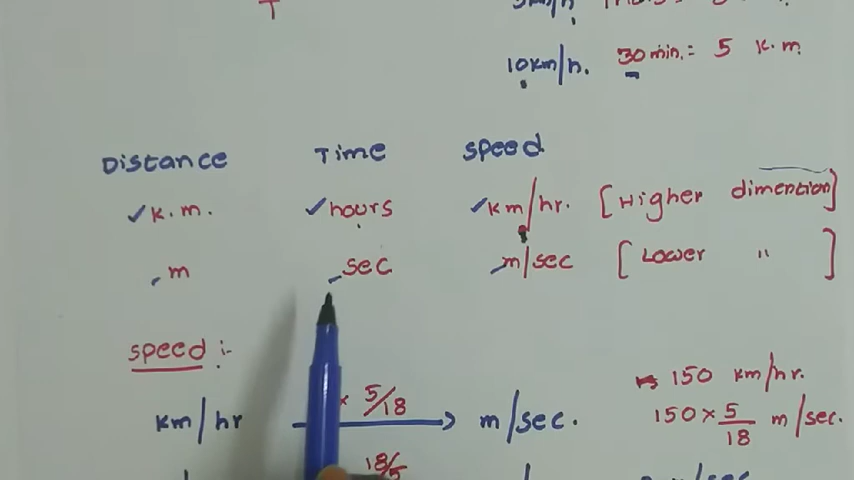 T
10km/h. 30 min. = 5 K.m
Distance Time Speed
✓ K.m. ✓ hours ✓ km/hr. [Higher dimention]
m sec m/sec [Lower "]
Speed :-
150 km/hr.
km/hr × 5/18 → m/sec. 150 × 5/18 m/sec.
18/5